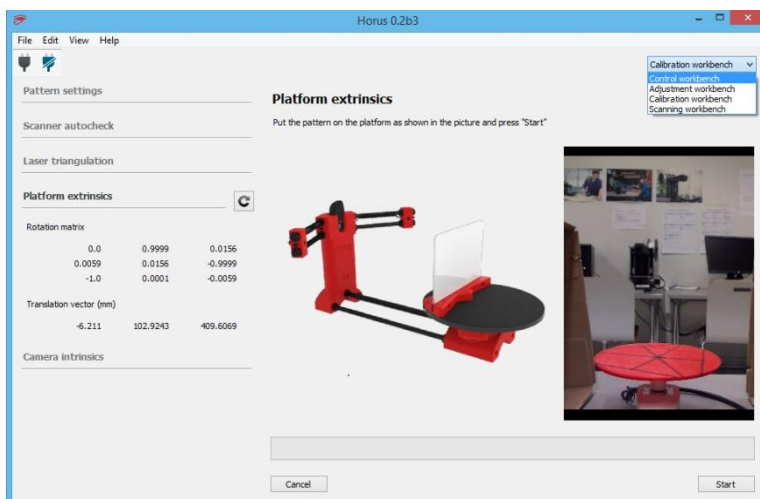 Horus 0.2b3
File Edit View Help
Calibration workbench
Control workbench
Adjustment workbench
Calibration workbench
Scanning workbench
Pattern settings
Scanner autocheck
Laser triangulation
Platform extrinsics
Rotation matrix
0.0 0.9999 0.0156
0.0059 0.0156 -0.9999
-1.0 0.0001 -0.0059
Translation vector (mm)
-6.211 102.9243 409.6069
Camera intrinsics
Platform extrinsics
Put the pattern on the platform as shown in the picture and press "Start"
Cancel
Start